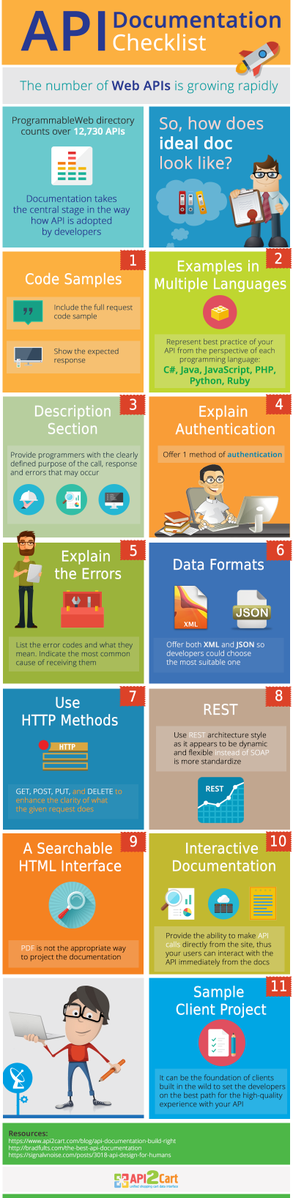 API Documentation
Checklist
The number of Web APIs is growing rapidly
ProgrammableWeb directory
counts over 12,730 APIs
Documentation takes
the central stage in the way
how API is adopted
by developers
So, how does
ideal doc
look like?
1
Code Samples
Include the full request
code sample
Show the expected
response
2
Examples in
Multiple Languages
Represent best practice of your
API from the perspective of each
programming language:
C#, Java, JavaScript, PHP,
Python, Ruby
3
Description
Section
Provide programmers with the clearly
defined purpose of the call, response
and errors that may occur
4
Explain
Authentication
Offer 1 method of authentication
5
Explain
the Errors
List the error codes and what they
mean. Indicate the most common
cause of receiving them
6
Data Formats
XML
JSON
Offer both XML and JSON so
developers could choose
the most suitable one
7
Use
HTTP Methods
HTTP
GET, POST, PUT, and DELETE to
enhance the clarity of what
the given request does
8
REST
Use REST architecture style
as it appears to be dynamic
and flexible instead of SOAP
is more standardize
REST
9
A Searchable
HTML Interface
PDF is not the appropriate way
to project the documentation
10
Interactive
Documentation
Provide the ability to make API
calls directly from the site, thus
your users can interact with the
API immediately from the docs
11
Sample
Client Project
It can be the foundation of clients
built in the wild to set the developers
on the best path for the high-quality
experience with your API
Resources:
https://www.api2cart.com/blog/api-documentation-build-right
http://bradfults.com/the-best-api-documentation
https://signalvnoise.com/posts/3018-api-design-for-humans
API2Cart